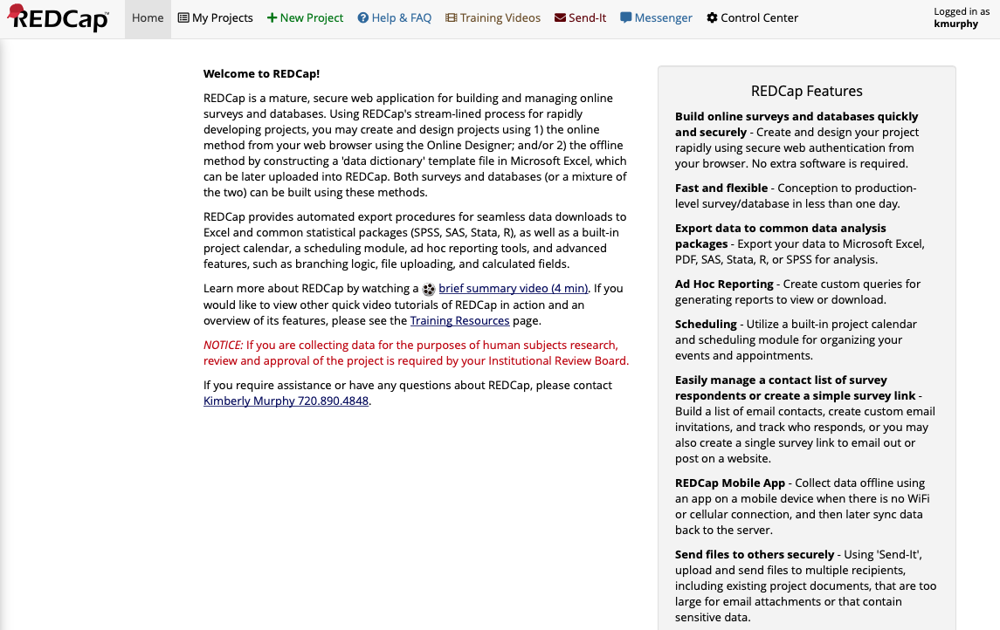 REDCap™
Home My Projects New Project Help & FAQ Training Videos Send-It Messenger Control Center
Logged in as
kmurphy
Welcome to REDCap!
REDCap is a mature, secure web application for building and managing online
surveys and databases. Using REDCap's stream-lined process for rapidly
developing projects, you may create and design projects using 1) the online
method from your web browser using the Online Designer; and/or 2) the offline
method by constructing a 'data dictionary' template file in Microsoft Excel, which
can be later uploaded into REDCap. Both surveys and databases (or a mixture of
the two) can be built using these methods.
REDCap provides automated export procedures for seamless data downloads to
Excel and common statistical packages (SPSS, SAS, Stata, R), as well as a built-in
project calendar, a scheduling module, ad hoc reporting tools, and advanced
features, such as branching logic, file uploading, and calculated fields.
Learn more about REDCap by watching a brief summary video (4 min). If you
would like to view other quick video tutorials of REDCap in action and an
overview of its features, please see the Training Resources page.
NOTICE: If you are collecting data for the purposes of human subjects research,
review and approval of the project is required by your Institutional Review Board.
If you require assistance or have any questions about REDCap, please contact
Kimberly Murphy 720.890.4848.
REDCap Features
Build online surveys and databases quickly
and securely - Create and design your project
rapidly using secure web authentication from
your browser. No extra software is required.
Fast and flexible - Conception to production-
level survey/database in less than one day.
Export data to common data analysis
packages - Export your data to Microsoft Excel,
PDF, SAS, Stata, R, or SPSS for analysis.
Ad Hoc Reporting - Create custom queries for
generating reports to view or download.
Scheduling - Utilize a built-in project calendar
and scheduling module for organizing your
events and appointments.
Easily manage a contact list of survey
respondents or create a simple survey link -
Build a list of email contacts, create custom email
invitations, and track who responds, or you may
also create a single survey link to email out or
post on a website.
REDCap Mobile App - Collect data offline using
an app on a mobile device when there is no WiFi
or cellular connection, and then later sync data
back to the server.
Send files to others securely - Using 'Send-It',
upload and send files to multiple recipients,
including existing project documents, that are too
large for email attachments or that contain
sensitive data.